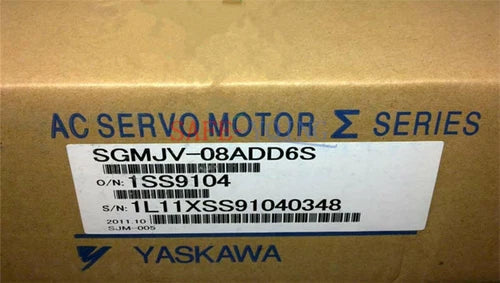 AC SERVO MOTOR Σ SERIES
SGMJV-08ADD6S
O/N: 1SS9104
S/N: 1L11XSS91040348
2011.10
SJM-005
YASKAWA